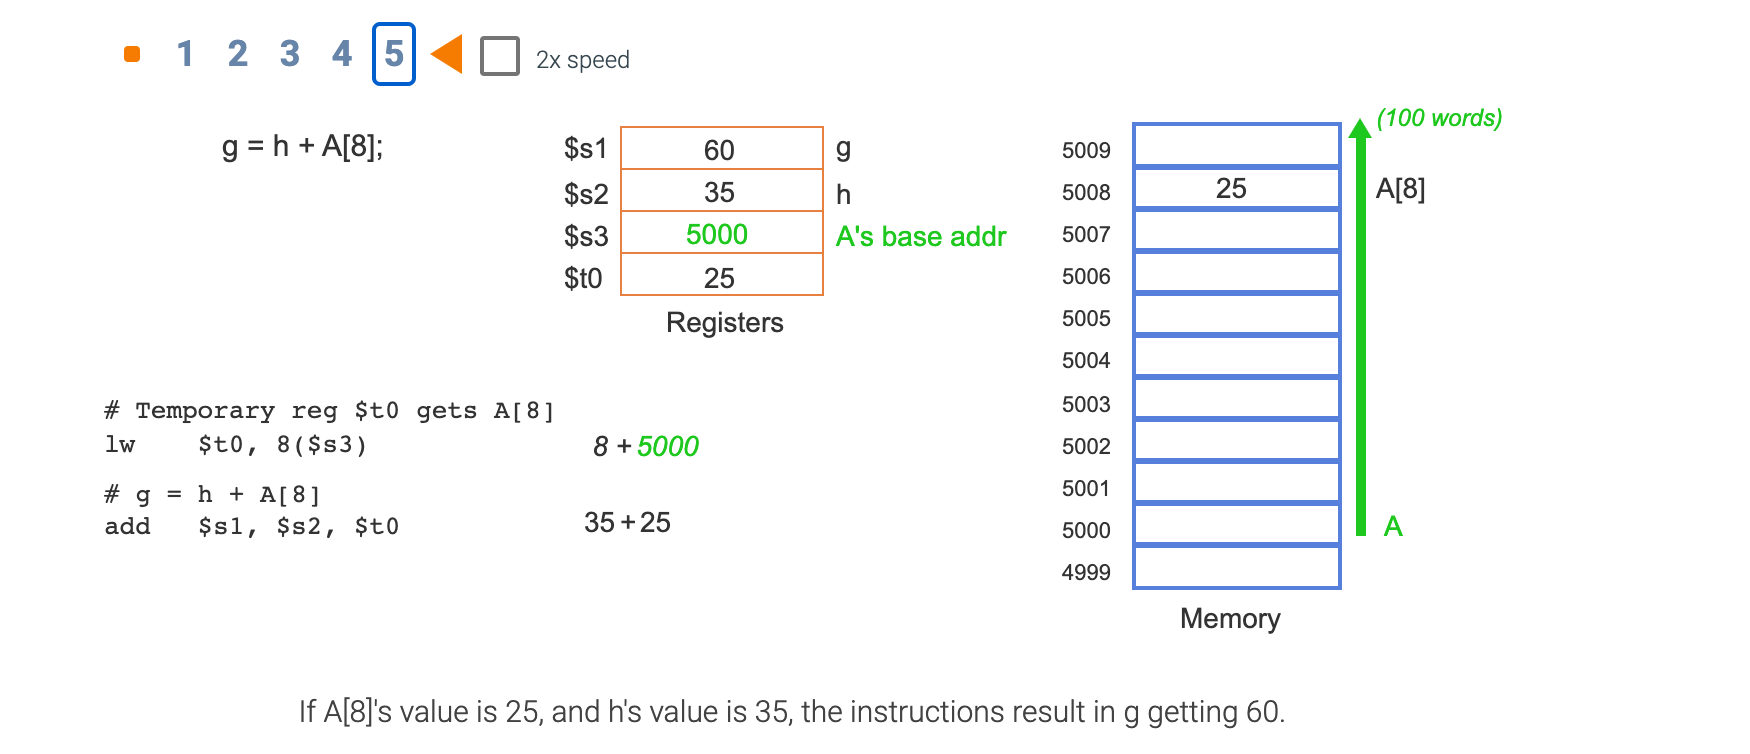 1 2 3 4 5 2x speed
g = h + A[8];
$s1 60 g
$s2 35 h
$s3 5000 A's base addr
$t0 25
Registers
# Temporary reg $t0 gets A[8]
lw $t0, 8($s3) 8 + 5000
# g = h + A[8]
add $s1, $s2, $t0 35 + 25
(100 words)
5009
5008 25 A[8]
5007
5006
5005
5004
5003
5002
5001
5000 A
4999
Memory
If A[8]'s value is 25, and h's value is 35, the instructions result in g getting 60.